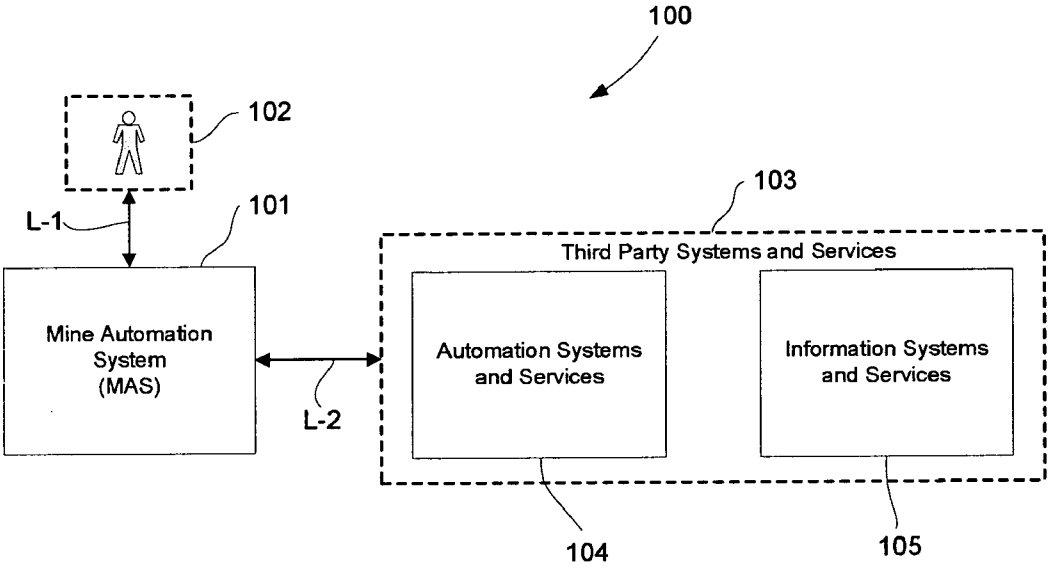 100
102
L-1
101
103
Third Party Systems and Services
Mine Automation
System
(MAS)
L-2
Automation Systems
and Services
Information Systems
and Services
104
105